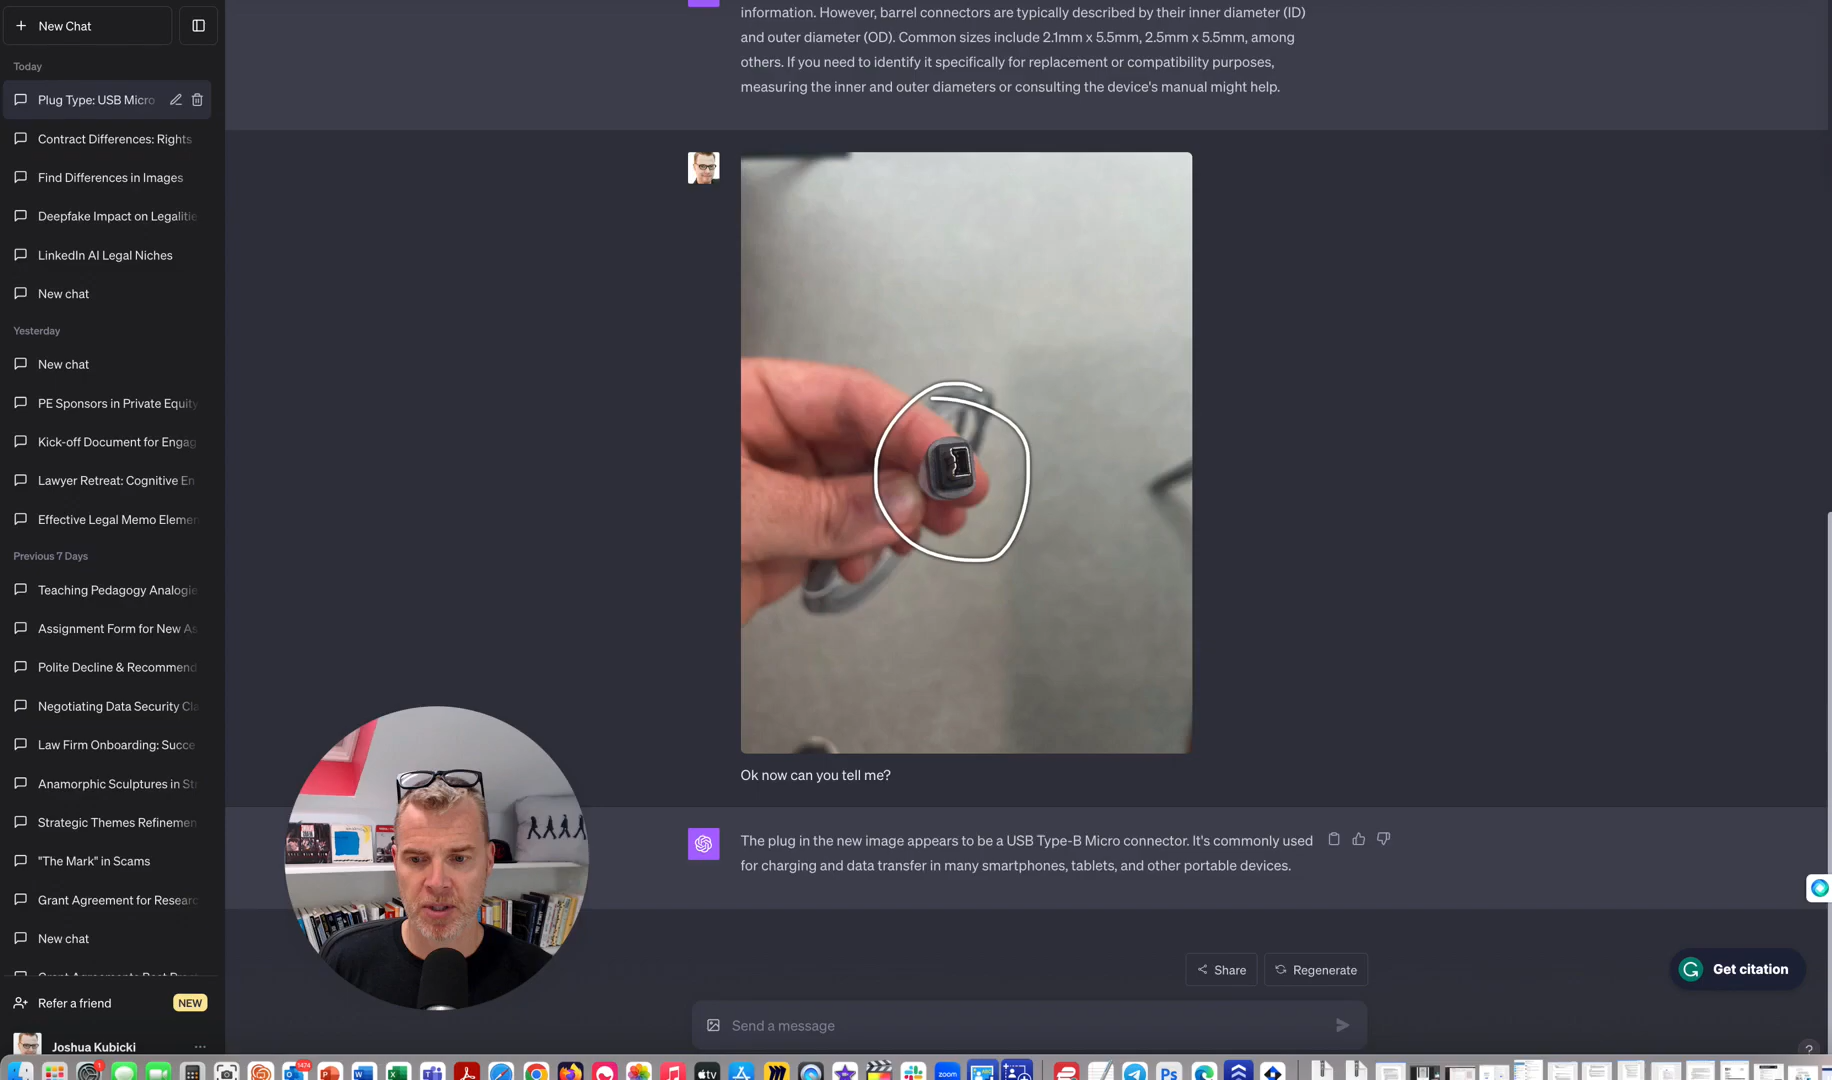 New Chat
Today
Plug Type: USB Micro
Contract Differences: Rights
Find Differences in Images
Deepfake Impact on Legalitie
LinkedIn AI Legal Niches
New chat
Yesterday
New chat
PE Sponsors in Private Equity
Kick-off Document for Engag
Lawyer Retreat: Cognitive En
Effective Legal Memo Elemen
Previous 7 Days
Teaching Pedagogy Analogie
Assignment Form for New As
Polite Decline & Recommend
Negotiating Data Security Cla
Law Firm Onboarding: Succe
Anamorphic Sculptures in St
Strategic Themes Refinemen
"The Mark" in Scams
Grant Agreement for Researc
New chat
Refer a friend
NEW
Joshua Kubicki
information. However, barrel connectors are typically described by their inner diameter (ID)
and outer diameter (OD). Common sizes include 2.1mm x 5.5mm, 2.5mm x 5.5mm, among
others. If you need to identify it specifically for replacement or compatibility purposes,
measuring the inner and outer diameters or consulting the device's manual might help.
Ok now can you tell me?
The plug in the new image appears to be a USB Type-B Micro connector. It's commonly used
for charging and data transfer in many smartphones, tablets, and other portable devices.
Share
Regenerate
Get citation
Send a message
?
tv
zoom
Ps